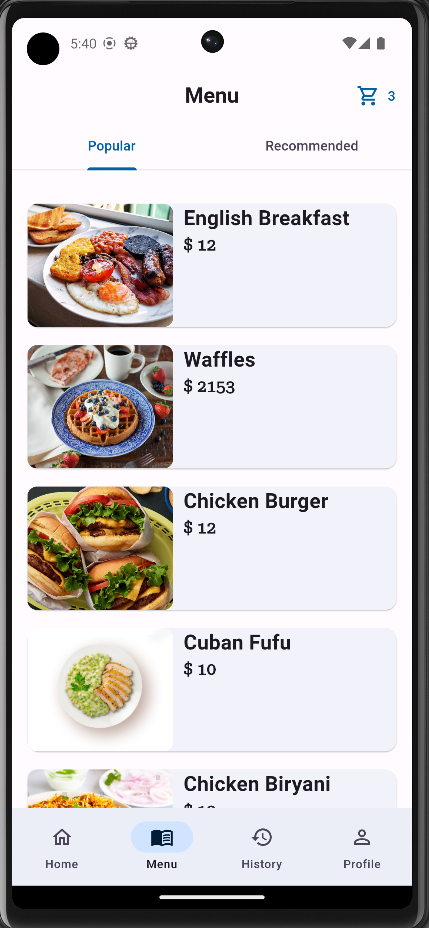 5:40
Menu
3
Popular
Recommended
English Breakfast
$ 12
Waffles
$ 2153
Chicken Burger
$ 12
Cuban Fufu
$ 10
Chicken Biryani
Home
Menu
History
Profile